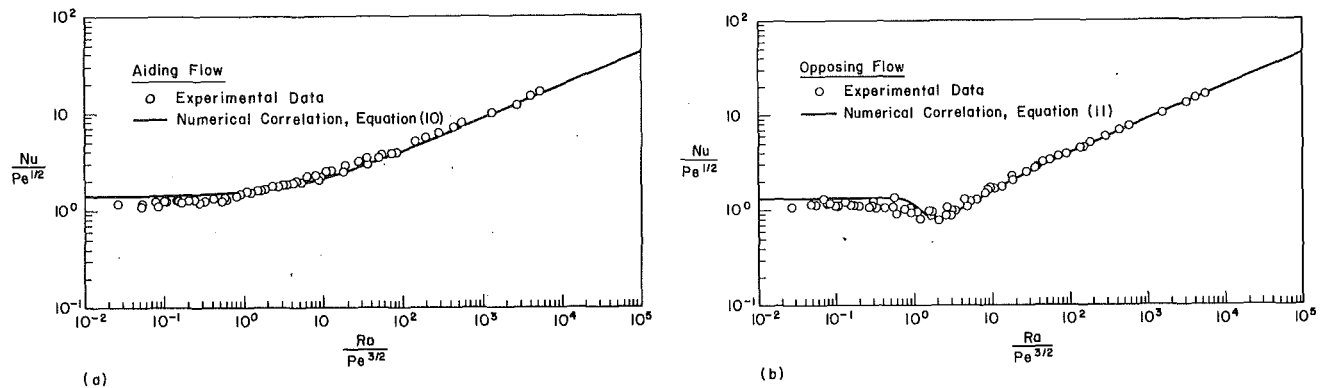 10²
10
10⁰
10⁻¹
Nu
Pe^{1/2}
Aiding Flow
Experimental Data
Numerical Correlation, Equation (10)
10⁻² 10⁻¹ 10⁰ 10 10² 10³ 10⁴ 10⁵
Ra
Pe^{3/2}
(a)
10²
10
10⁰
10⁻¹
Nu
Pe^{1/2}
Opposing Flow
Experimental Data
Numerical Correlation, Equation (11)
10⁻² 10⁻¹ 10⁰ 10 10² 10³ 10⁴ 10⁵
Ra
Pe^{3/2}
(b)